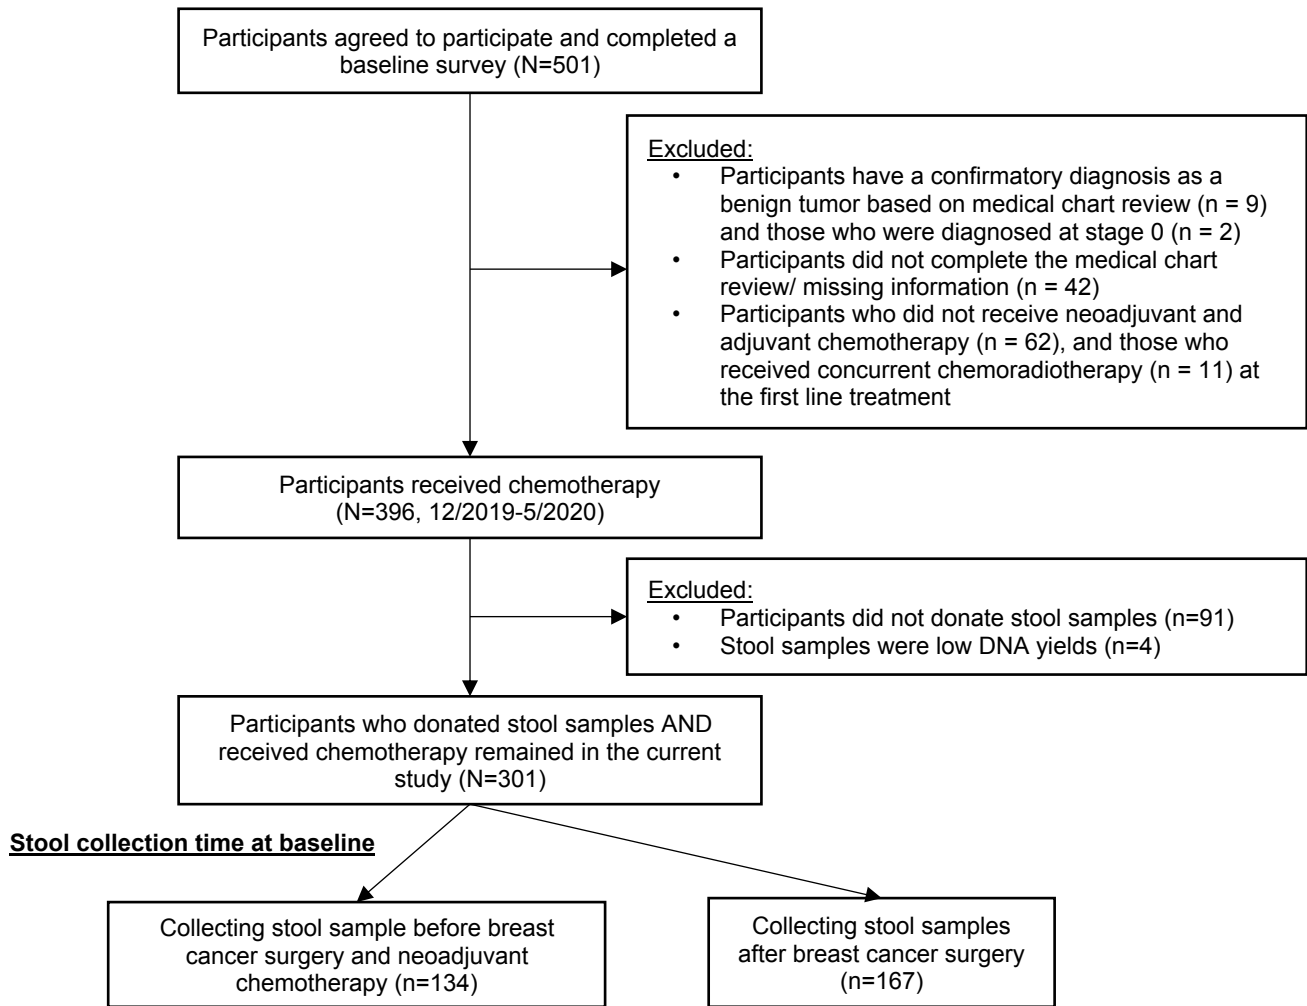 Participants agreed to participate and completed a
baseline survey (N=501)
Excluded:
• Participants have a confirmatory diagnosis as a
benign tumor based on medical chart review (n = 9)
and those who were diagnosed at stage 0 (n = 2)
• Participants did not complete the medical chart
review/ missing information (n = 42)
• Participants who did not receive neoadjuvant and
adjuvant chemotherapy (n = 62), and those who
received concurrent chemoradiotherapy (n = 11) at
the first line treatment
Participants received chemotherapy
(N=396, 12/2019-5/2020)
Excluded:
• Participants did not donate stool samples (n=91)
• Stool samples were low DNA yields (n=4)
Participants who donated stool samples AND
received chemotherapy remained in the current
study (N=301)
Stool collection time at baseline
Collecting stool sample before breast
cancer surgery and neoadjuvant
chemotherapy (n=134)
Collecting stool samples
after breast cancer surgery
(n=167)